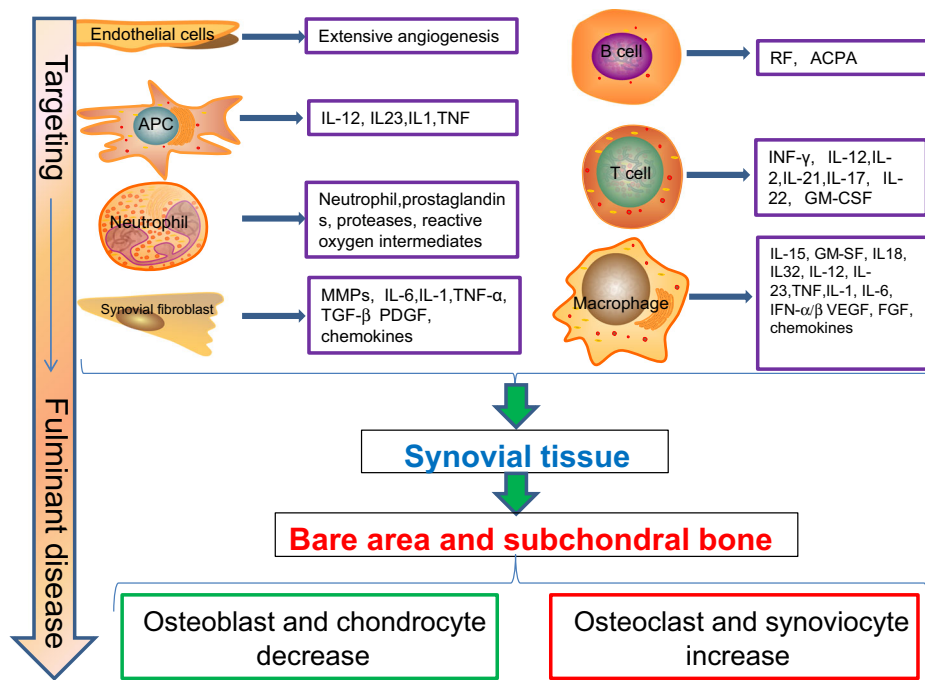 Targeting
Fulminant disease
Endothelial cells
Extensive angiogenesis
APC
IL-12, IL23,IL1,TNF
Neutrophil
Neutrophil,prostaglandin
s, proteases, reactive
oxygen intermediates
Synovial fibroblast
MMPs, IL-6,IL-1,TNF-α,
TGF-β PDGF,
chemokines
B cell
RF, ACPA
T cell
INF-γ, IL-12,IL-
2,IL-21,IL-17, IL-
22, GM-CSF
Macrophage
IL-15, GM-SF, IL18,
IL32, IL-12, IL-
23,TNF,IL-1, IL-6,
IFN-α/β VEGF, FGF,
chemokines
Synovial tissue
Bare area and subchondral bone
Osteoblast and chondrocyte
decrease
Osteoclast and synoviocyte
increase